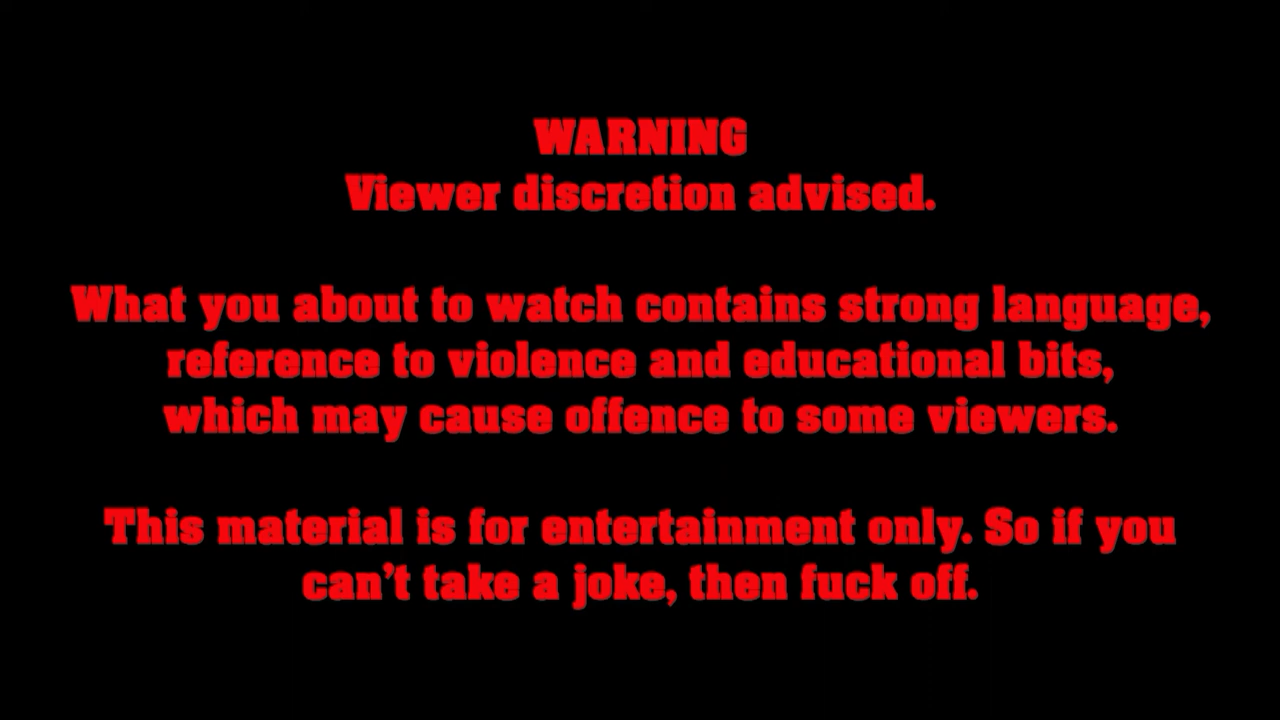 WARNING
Viewer discretion advised.
What you about to watch contains strong language,
reference to violence and educational bits,
which may cause offence to some viewers.
This material is for entertainment only. So if you
can’t take a joke, then fuck off.